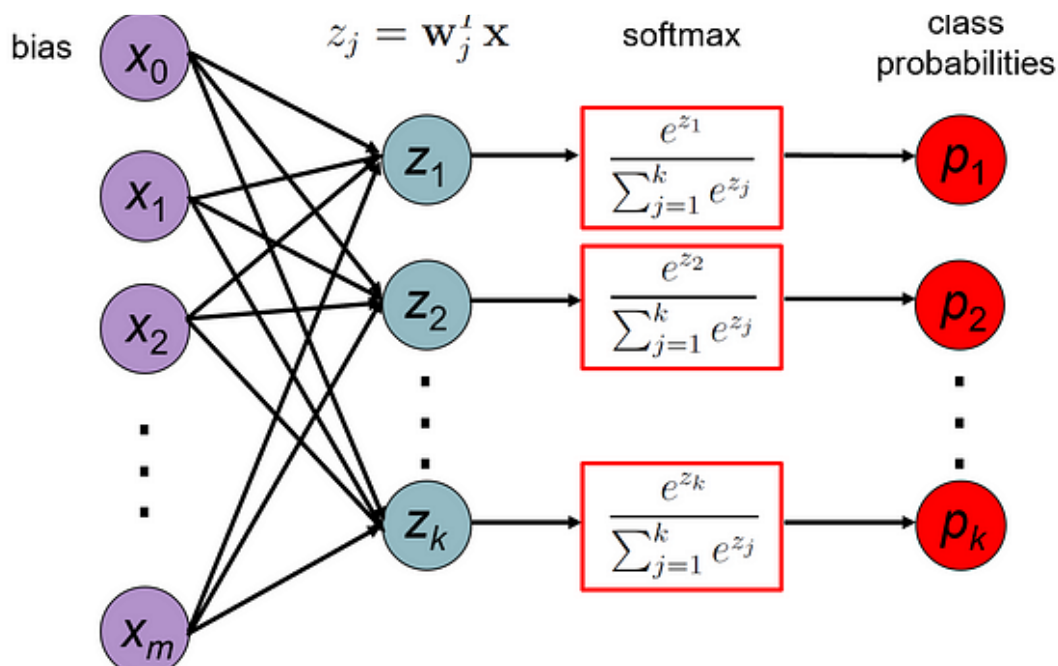 bias
z_j = w_j^T x
softmax
class
probabilities
x_0
x_1
x_2
x_m
z_1
z_2
z_k
e^{z_1}
∑_{j=1}^{k} e^{z_j}
e^{z_2}
∑_{j=1}^{k} e^{z_j}
e^{z_k}
∑_{j=1}^{k} e^{z_j}
p_1
p_2
p_k